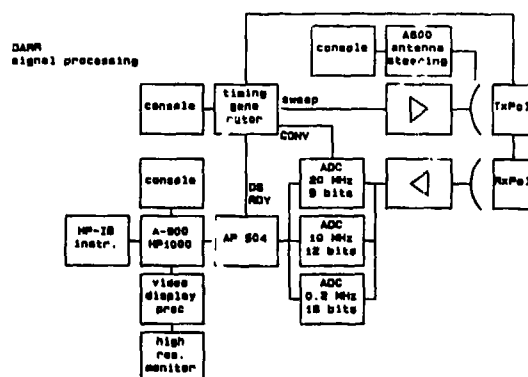 DARR
signal processing
console
A600
antenna
steering
console
timing
gene
rator
sweep
CONV
TxPol
RxPol
console
DS
RDY
ADC
20 MHz
8 bits
HP-IB
instr.
A-900
HP1000
AP 504
ADC
10 MHz
12 bits
video
display
proc
ADC
0.2 MHz
16 bits
high
res.
monitor